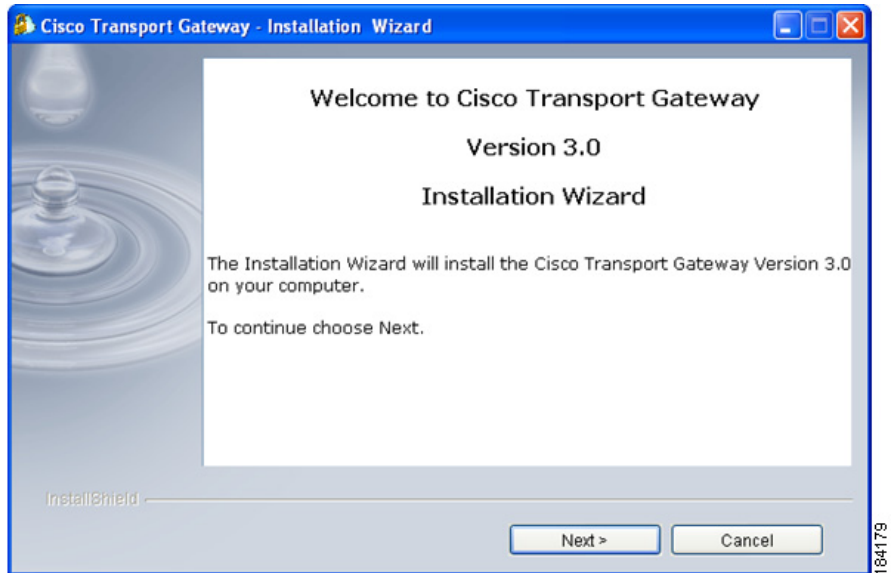 Cisco Transport Gateway - Installation Wizard
Welcome to Cisco Transport Gateway
Version 3.0
Installation Wizard
The Installation Wizard will install the Cisco Transport Gateway Version 3.0
on your computer.
To continue choose Next.
InstallShield
Next >
Cancel
184179